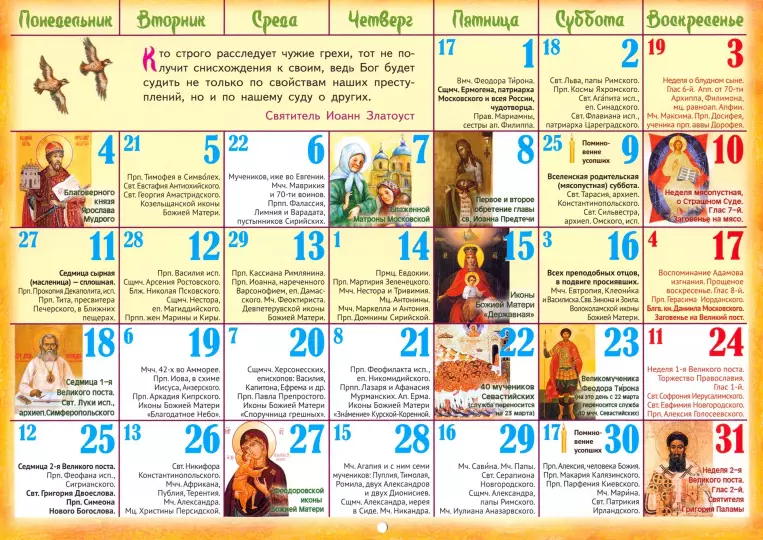 Понедельник Вторник Среда Четверг Пятница Суббота Воскресенье
Кто строго расследует чужие грехи, тот не по-
лучит снисхождения к своим, ведь Бог будет
судить не только по свойствам наших престу-
плений, но и по нашему суду о других.
Святитель Иоанн Златоуст
17 1
Вмч. Феодора Тирона.
Сщмч. Ермогена, патриарха
Московского и всея России,
чудотворца.
Прав. Мариамны,
сестры ап. Филиппа.
18 2
Свт. Льва, папы Римского.
Прп. Космы Яхромского.
Свт. Агапита исп.,
еп. Синадского.
Свт. Флавиана исп.,
патриарха Цареградского.
19 3
Неделя о блудном сыне.
Глас 6-й. Апп. от 70-ти
Архиппа, Филимона,
мц. равноап. Апфии.
Мч. Максима. Прп. Досифея,
ученика прп. аввы Дорофея.
4
Благоверного
князя
Ярослава
Мудрого
21 5
Прп. Тимофея в Символех.
Свт. Евстафия Антиохийского.
Свт. Георгия Амастридского.
Козельщанской иконы
Божией Матери.
22 6
Мучеников, иже во Евгении.
Мчч. Маврикия
и 70-ти воинов.
Прпп. Фалассия,
Лимния и Варадата,
пустынников Сирийских.
7
Блаженной
Матроны Московской
8
Первое и второе
обретение главы
св. Иоанна Предтечи
25 Помино-
вение
усопших 9
Вселенская родительская
(мясопустная) суббота.
Свт. Тарасия, архиеп.
Константинопольского.
Свт. Сильвестра,
архиеп. Омского, исп.
10
Неделя мясопустная,
о Страшном Суде.
Глас 7-й.
Заговенье на мясо.
27 11
Седмица сырная
(масленица) — сплошная.
Прп. Прокопия Декаполита, исп.
Прп. Тита, пресвитера
Печерского, в Ближних
пещерах.
28 12
Прп. Василия исп.
Сщмч. Арсения Ростовского.
Блж. Николая Псковского.
Сщмч. Нестора,
еп. Магиддийского.
Прпп. жен Марины и Киры.
29 13
Прп. Кассиана Римлянина.
Прп. Иоанна, нареченного
Варсонофием, еп. Дамас-
ского. Мч. Феоктириста.
Девпетерувской иконы
Божией Матери.
1 14
Прмц. Евдокии.
Прп. Мартирия Зеленецкого.
Мчч. Нестора и Тривимия.
Мц. Антонины.
Мчч. Маркелла и Антония.
Прп. Домнины Сирийской.
15
Иконы
Божией Матери
«Державная»
3 16
Всех преподобных отцов,
в подвиге просиявших.
Мчч. Евтропия, Клеоника
и Василиска. Свв. Зинона и Зоила.
Волоколамской иконы
Божией Матери.
4 17
Воспоминание Адамова
изгнания. Прощеное
воскресенье. Глас 8-й.
Прп. Герасима Иорданского.
Блгв. кн. Даниила Московского.
Заговенье на Великий пост.
18
Седмица 1-я
Великого поста.
Свт. Луки исп.,
архиеп. Симферопольского
6 19
Мчч. 42-х во Амморее.
Прп. Иова, в схиме
Иисуса, Анзерского.
Прп. Аркадия Кипрского.
Иконы Божией Матери
«Благодатное Небо».
7 20
Сщмчч. Херсонесских,
епископов: Василия,
Капитона, Ефрема и др.
Прп. Павла Препростого.
Иконы Божией Матери
«Споручница грешных».
8 21
Прп. Феофилакта исп.,
еп. Никомидийского.
Прпп. Лазаря и Афанасия
Мурманских. Ап. Ерма.
Иконы Божией Матери
«Знамение» Курской-Коренной.
22
40 мучеников
Севастийских
(служба переносится
на 23 марта)
23
Великомученика
Феодора Тирона
(на это день с 22 марта
переносится служба
40 мчч. Севастийских)
11 24
Неделя 1-я Великого поста.
Торжество Православия.
Глас 1-й.
Свт. Софрония Иерусалимского.
Свт. Евфимия Новгородского.
Прп. Алексия Голосеевского.
12 25
Седмица 2-я Великого поста.
Прп. Феофана исп.,
Сигрианского.
Свт. Григория Двоеслова.
Прп. Симеона
Нового Богослова.
13 26
Свт. Никифора
Константинопольского.
Мчч. Африкана,
Публия, Терентия.
Мч. Александра.
Мц. Христины Персидской.
27
Феодоровской
иконы
Божией Матери
15 28
Мч. Агапия и с ним семи
мучеников: Пуплия, Тимолая,
Ромила, двух Александров
и двух Дионисиев.
Сщмч. Александра, иерея
в Сиде. Мч. Никандра.
16 29
Мч. Савина. Мч. Папы.
Свт. Серапиона
Новгородского.
Сщмч. Александра,
папы Римского.
Мч. Иулиана Аназарвского.
17 Помино-
вение
усопших 30
Прп. Алексия, человека Божия.
Прп. Макария Калязинского.
Прп. Парфения Киевского.
Мч. Марина.
Свт. Патрикия
Ирландского.
31
Неделя 2-я
Великого поста.
Глас 2-й.
Святителя
Григория Паламы